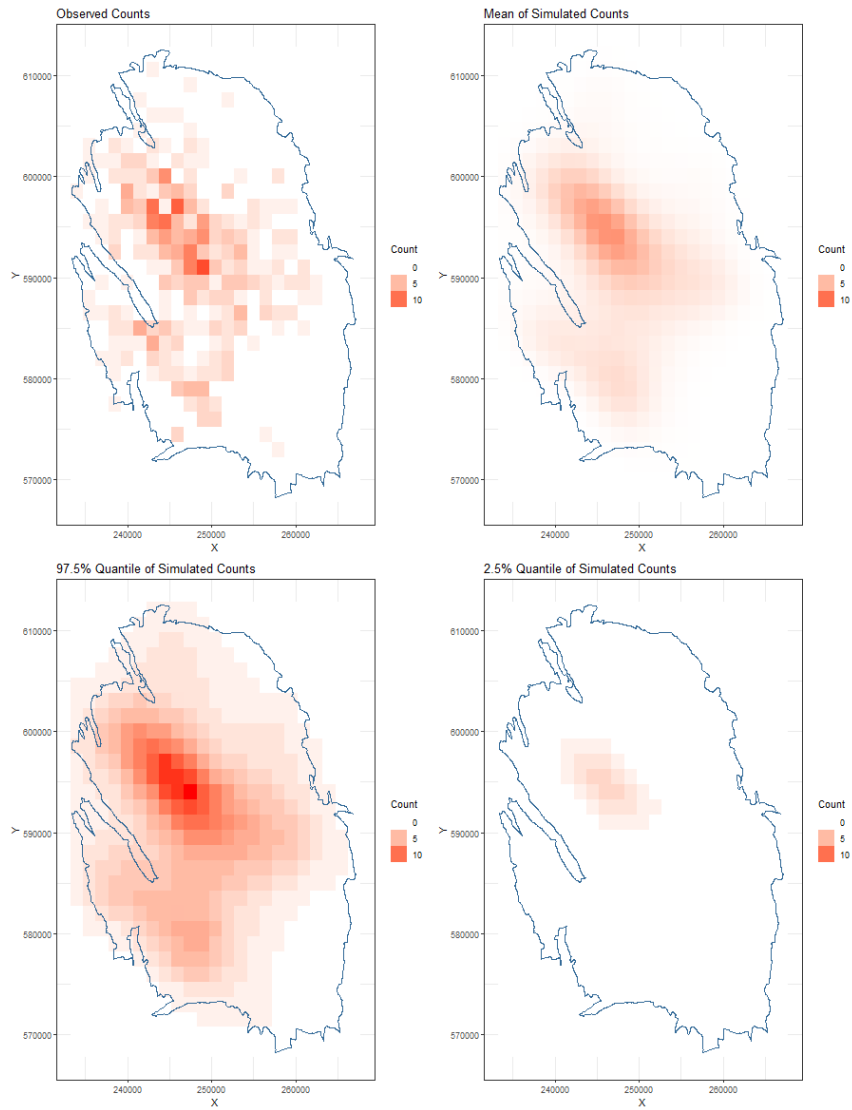 Observed Counts
Mean of Simulated Counts
610000
600000
590000
580000
570000
Y
240000
250000
260000
X
Count
0
5
10
610000
600000
590000
580000
570000
Y
240000
250000
260000
X
Count
0
5
10
97.5% Quantile of Simulated Counts
2.5% Quantile of Simulated Counts
610000
600000
590000
580000
570000
Y
240000
250000
260000
X
Count
0
5
10
610000
600000
590000
580000
570000
Y
240000
250000
260000
X
Count
0
5
10